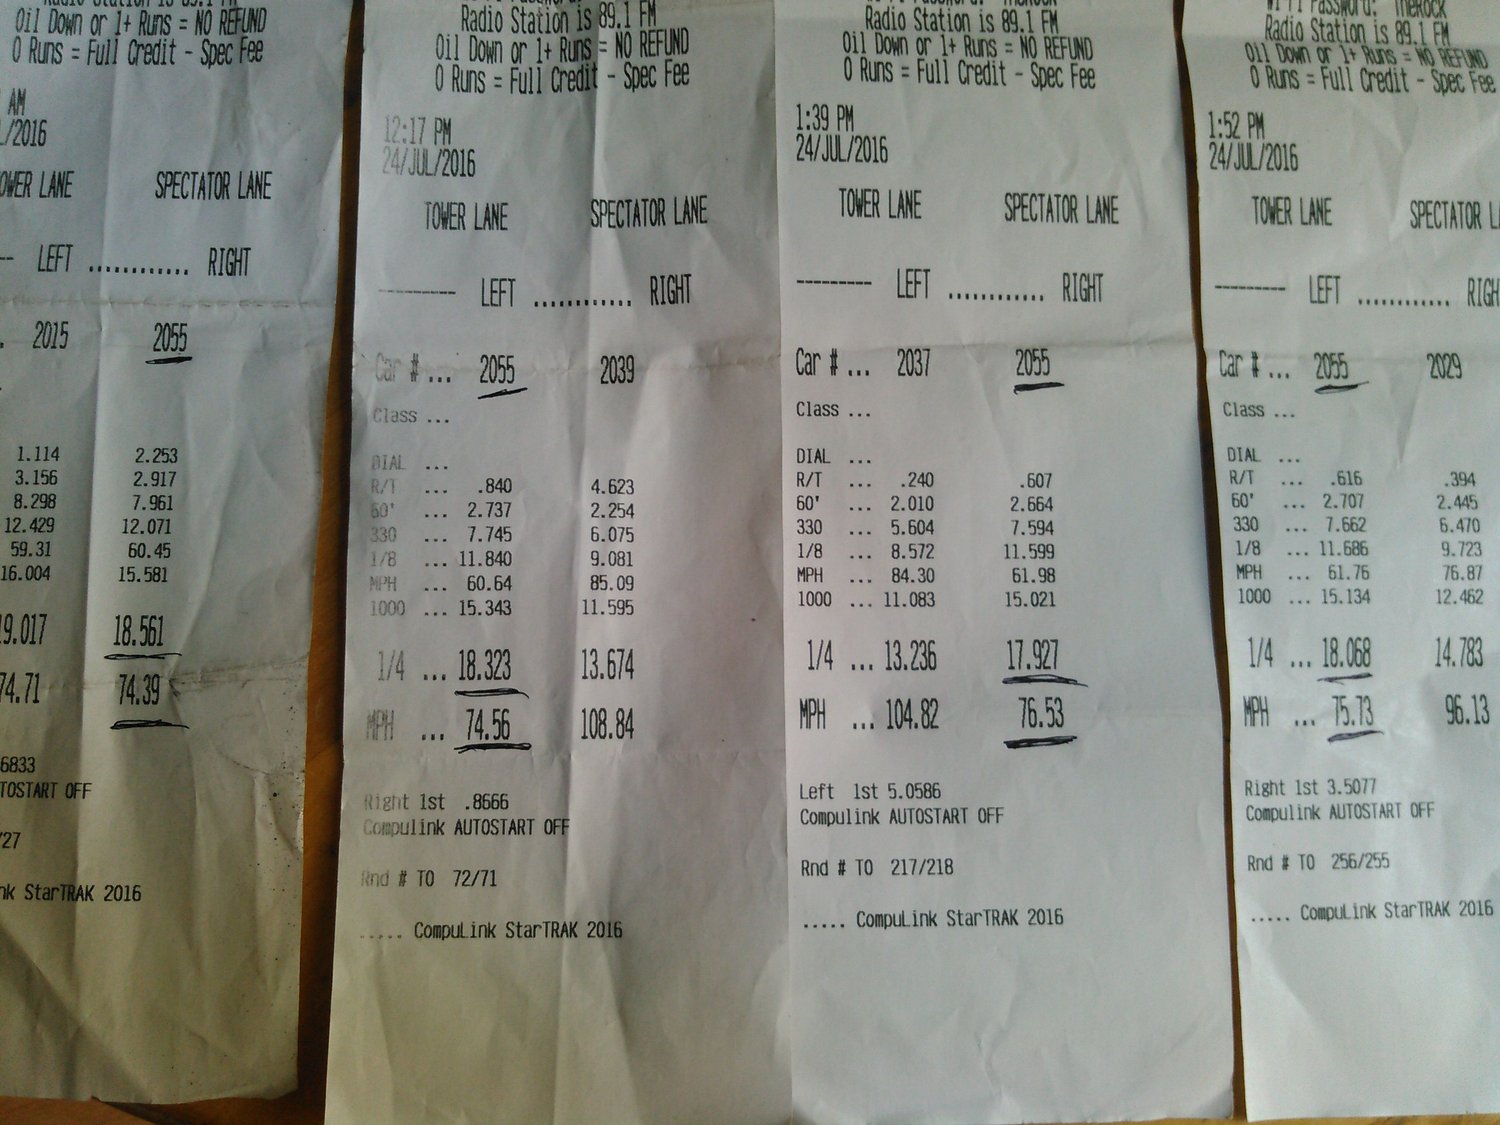 Oil Down or 1+ Runs = NO REFUND
0 Runs = Full Credit - Spec Fee
AM
/2016
LANE SPECTATOR LANE
LEFT ............ RIGHT
2015 2055
1.114 2.253
3.156 2.917
8.298 7.961
12.429 12.071
59.31 60.45
16.004 15.581
9.017 18.561
74.71 74.39
6833
OFF
/27
StarTRAK 2016
Radio Station is 89.1 FM
Oil Down or 1+ Runs = NO REFUND
0 Runs = Full Credit - Spec Fee
12:17 PM
24/JUL/2016
TOWER LANE SPECTATOR LANE
--------- LEFT ............ RIGHT
Car # ... 2055 2039
Class ...
DIAL ...
R/T ... .840 4.623
60' ... 2.737 2.254
330 ... 7.745 6.075
1/8 ... 11.840 9.081
MPH ... 60.64 85.09
1000 ... 15.343 11.595
1/4 ... 18.323 13.674
MPH ... 74.56 108.84
Right 1st .8666
Compulink AUTOSTART OFF
Rnd # TO 72/71
..... CompuLink StarTRAK 2016
Radio Station is 89.1 FM
Oil Down or 1+ Runs = NO REFUND
0 Runs = Full Credit - Spec Fee
1:39 PM
24/JUL/2016
TOWER LANE SPECTATOR LANE
--------- LEFT ............ RIGHT
Car # ... 2037 2055
Class ...
DIAL ...
R/T ... .240 .607
60' ... 2.010 2.664
330 ... 5.604 7.594
1/8 ... 8.572 11.599
MPH ... 84.30 61.98
1000 ... 11.083 15.021
1/4 ... 13.236 17.927
MPH ... 104.82 76.53
Left 1st 5.0586
Compulink AUTOSTART OFF
Rnd # TO 217/218
..... CompuLink StarTRAK 2016
Wi Fi Password: TheRock
Radio Station is 89.1 FM
Oil Down or 1+ Runs = NO REFUND
0 Runs = Full Credit - Spec Fee
1:52 PM
24/JUL/2016
TOWER LANE SPECTATOR
--------- LEFT ............ RIGH
Car # ... 2055 2029
Class ...
DIAL ...
R/T ... .616 .394
60' ... 2.707 2.445
330 ... 7.662 6.470
1/8 ... 11.686 9.723
MPH ... 61.76 76.87
1000 ... 15.134 12.462
1/4 ... 18.068 14.783
MPH ... 75.73 96.13
Right 1st 3.5077
Compulink AUTOSTART OFF
Rnd # TO 256/255
..... CompuLink StarTRAK 2016